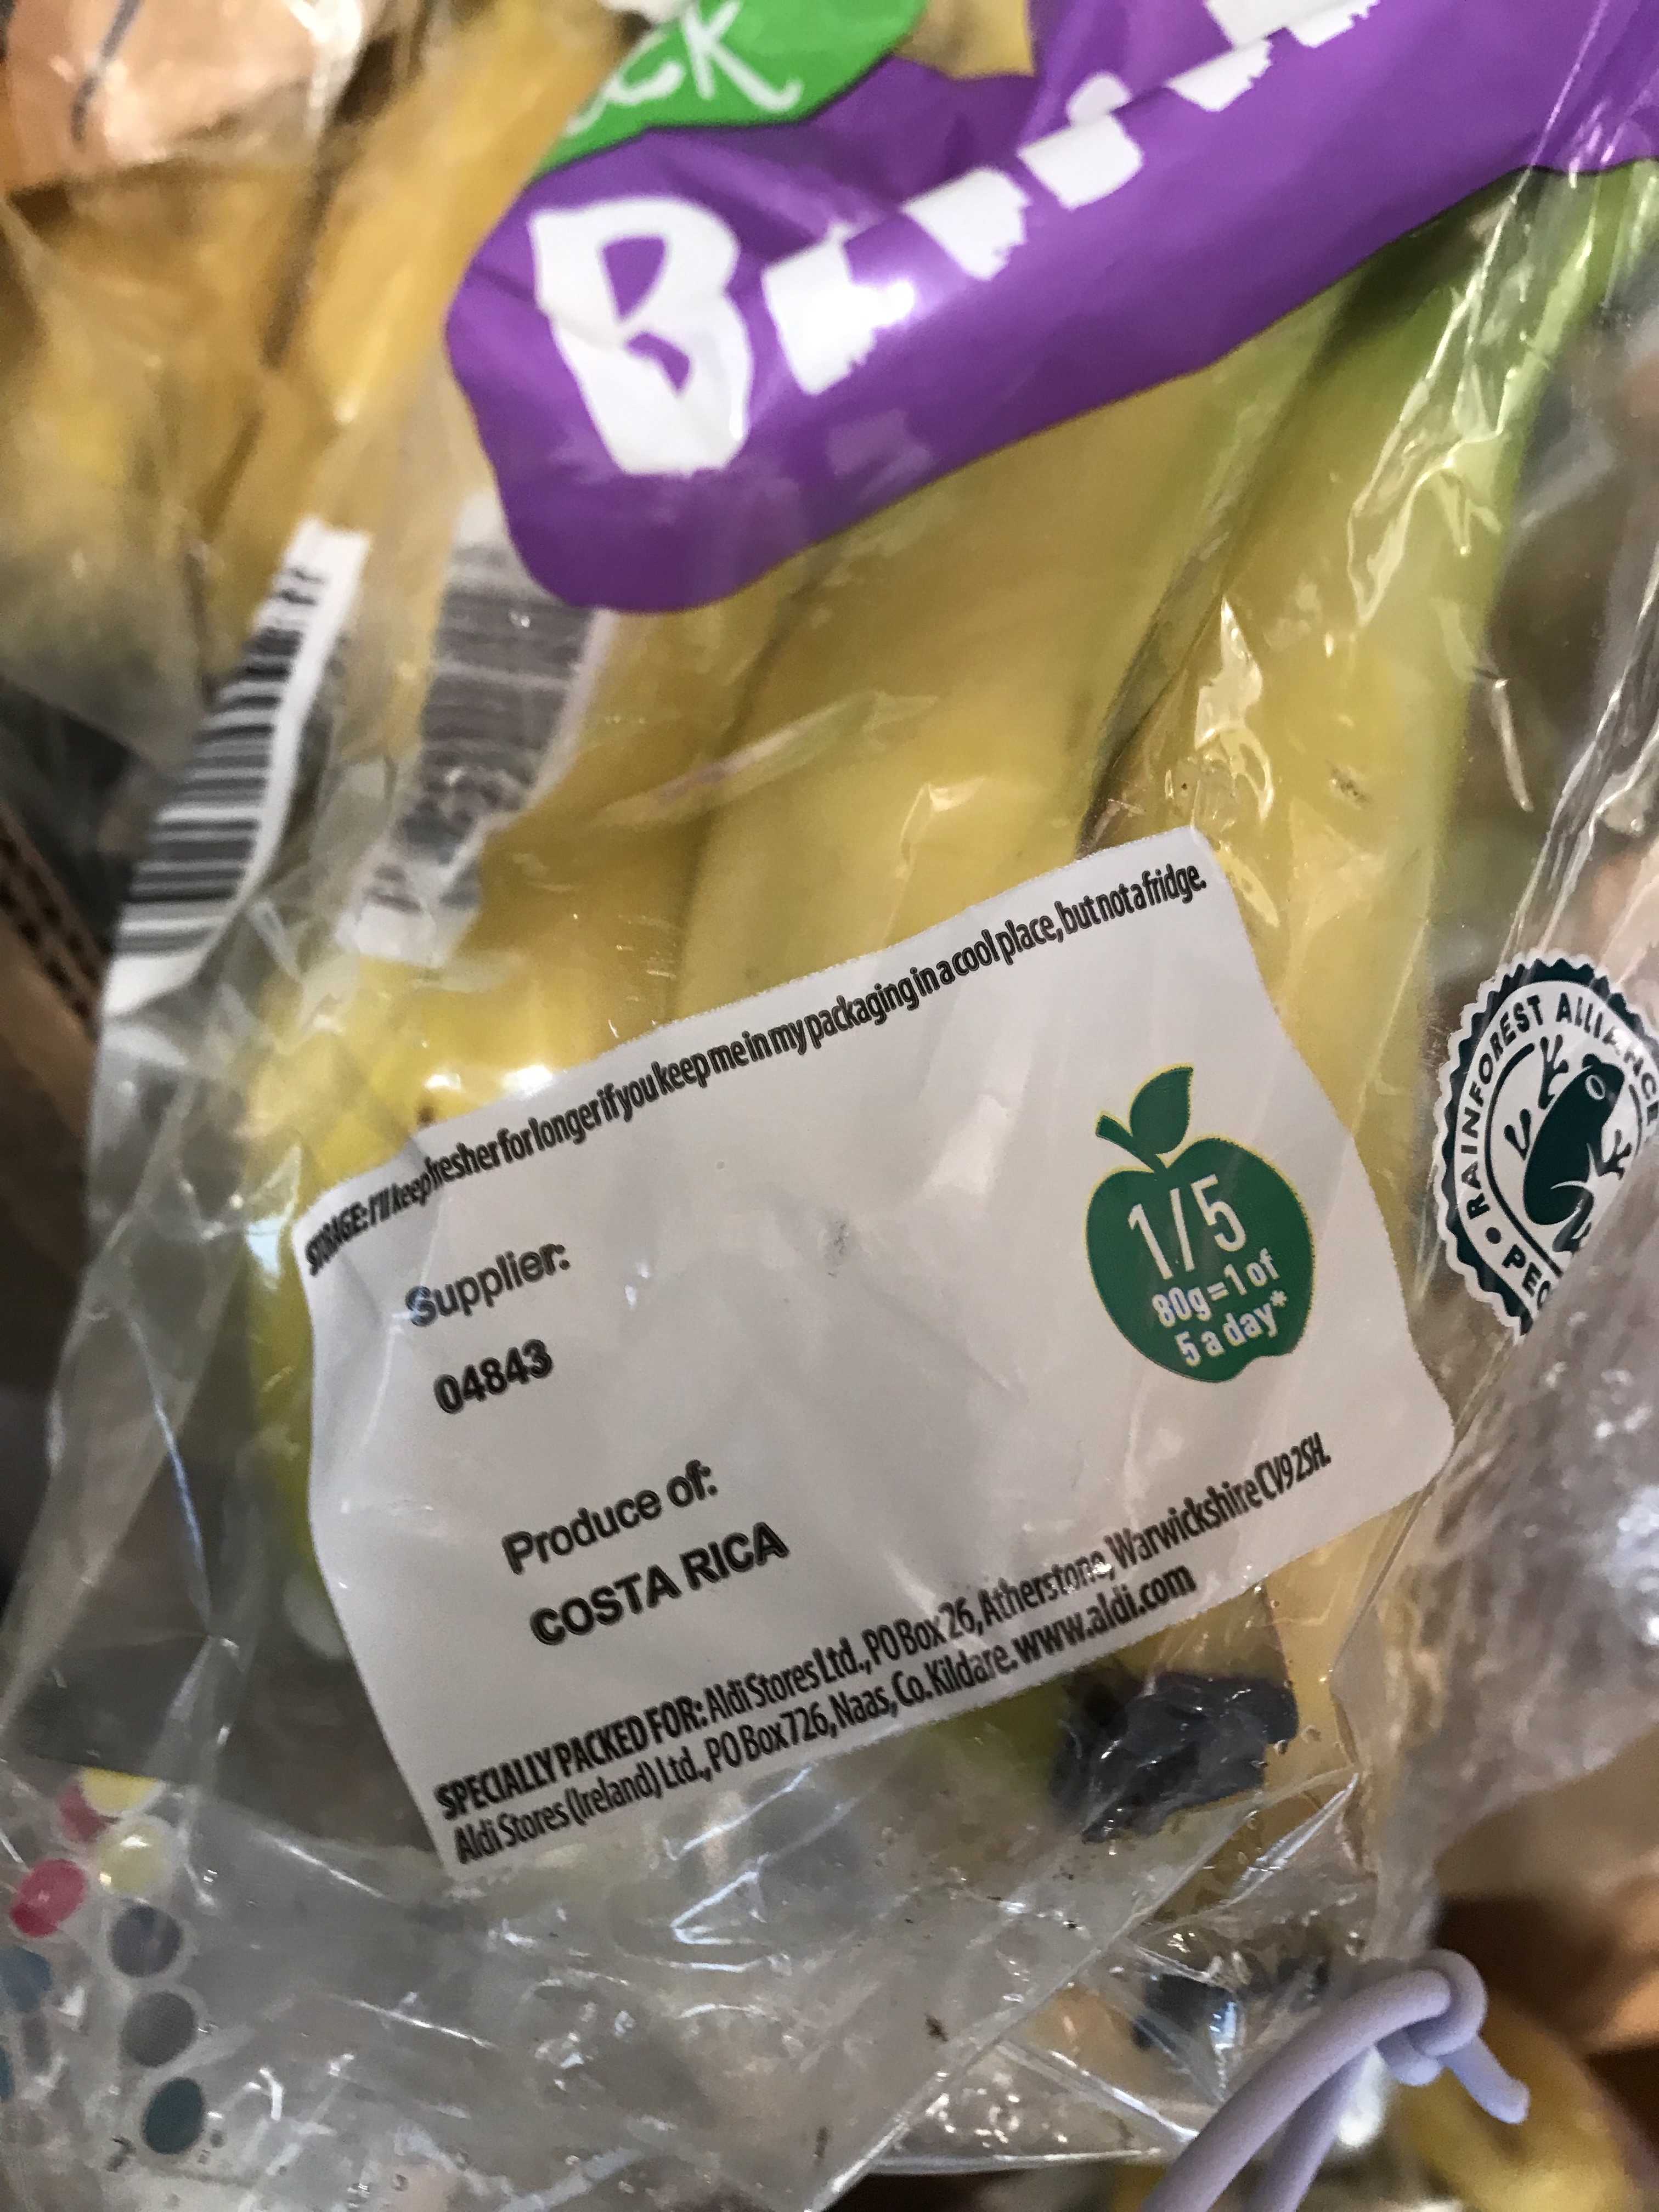 STORAGE: I'll keep fresher for longer if you keep me in my packaging in a cool place, but not a fridge.
Supplier:
04843
1/5
80g=1 of
5 a day*
RAINFOREST ALLIANCE
Produce of:
COSTA RICA
SPECIALLY PACKED FOR: Aldi Stores Ltd., PO Box 26, Atherstone, Warwickshire CV9 2SH.
Aldi Stores (Ireland) Ltd., PO Box 726, Naas, Co. Kildare. www.aldi.com